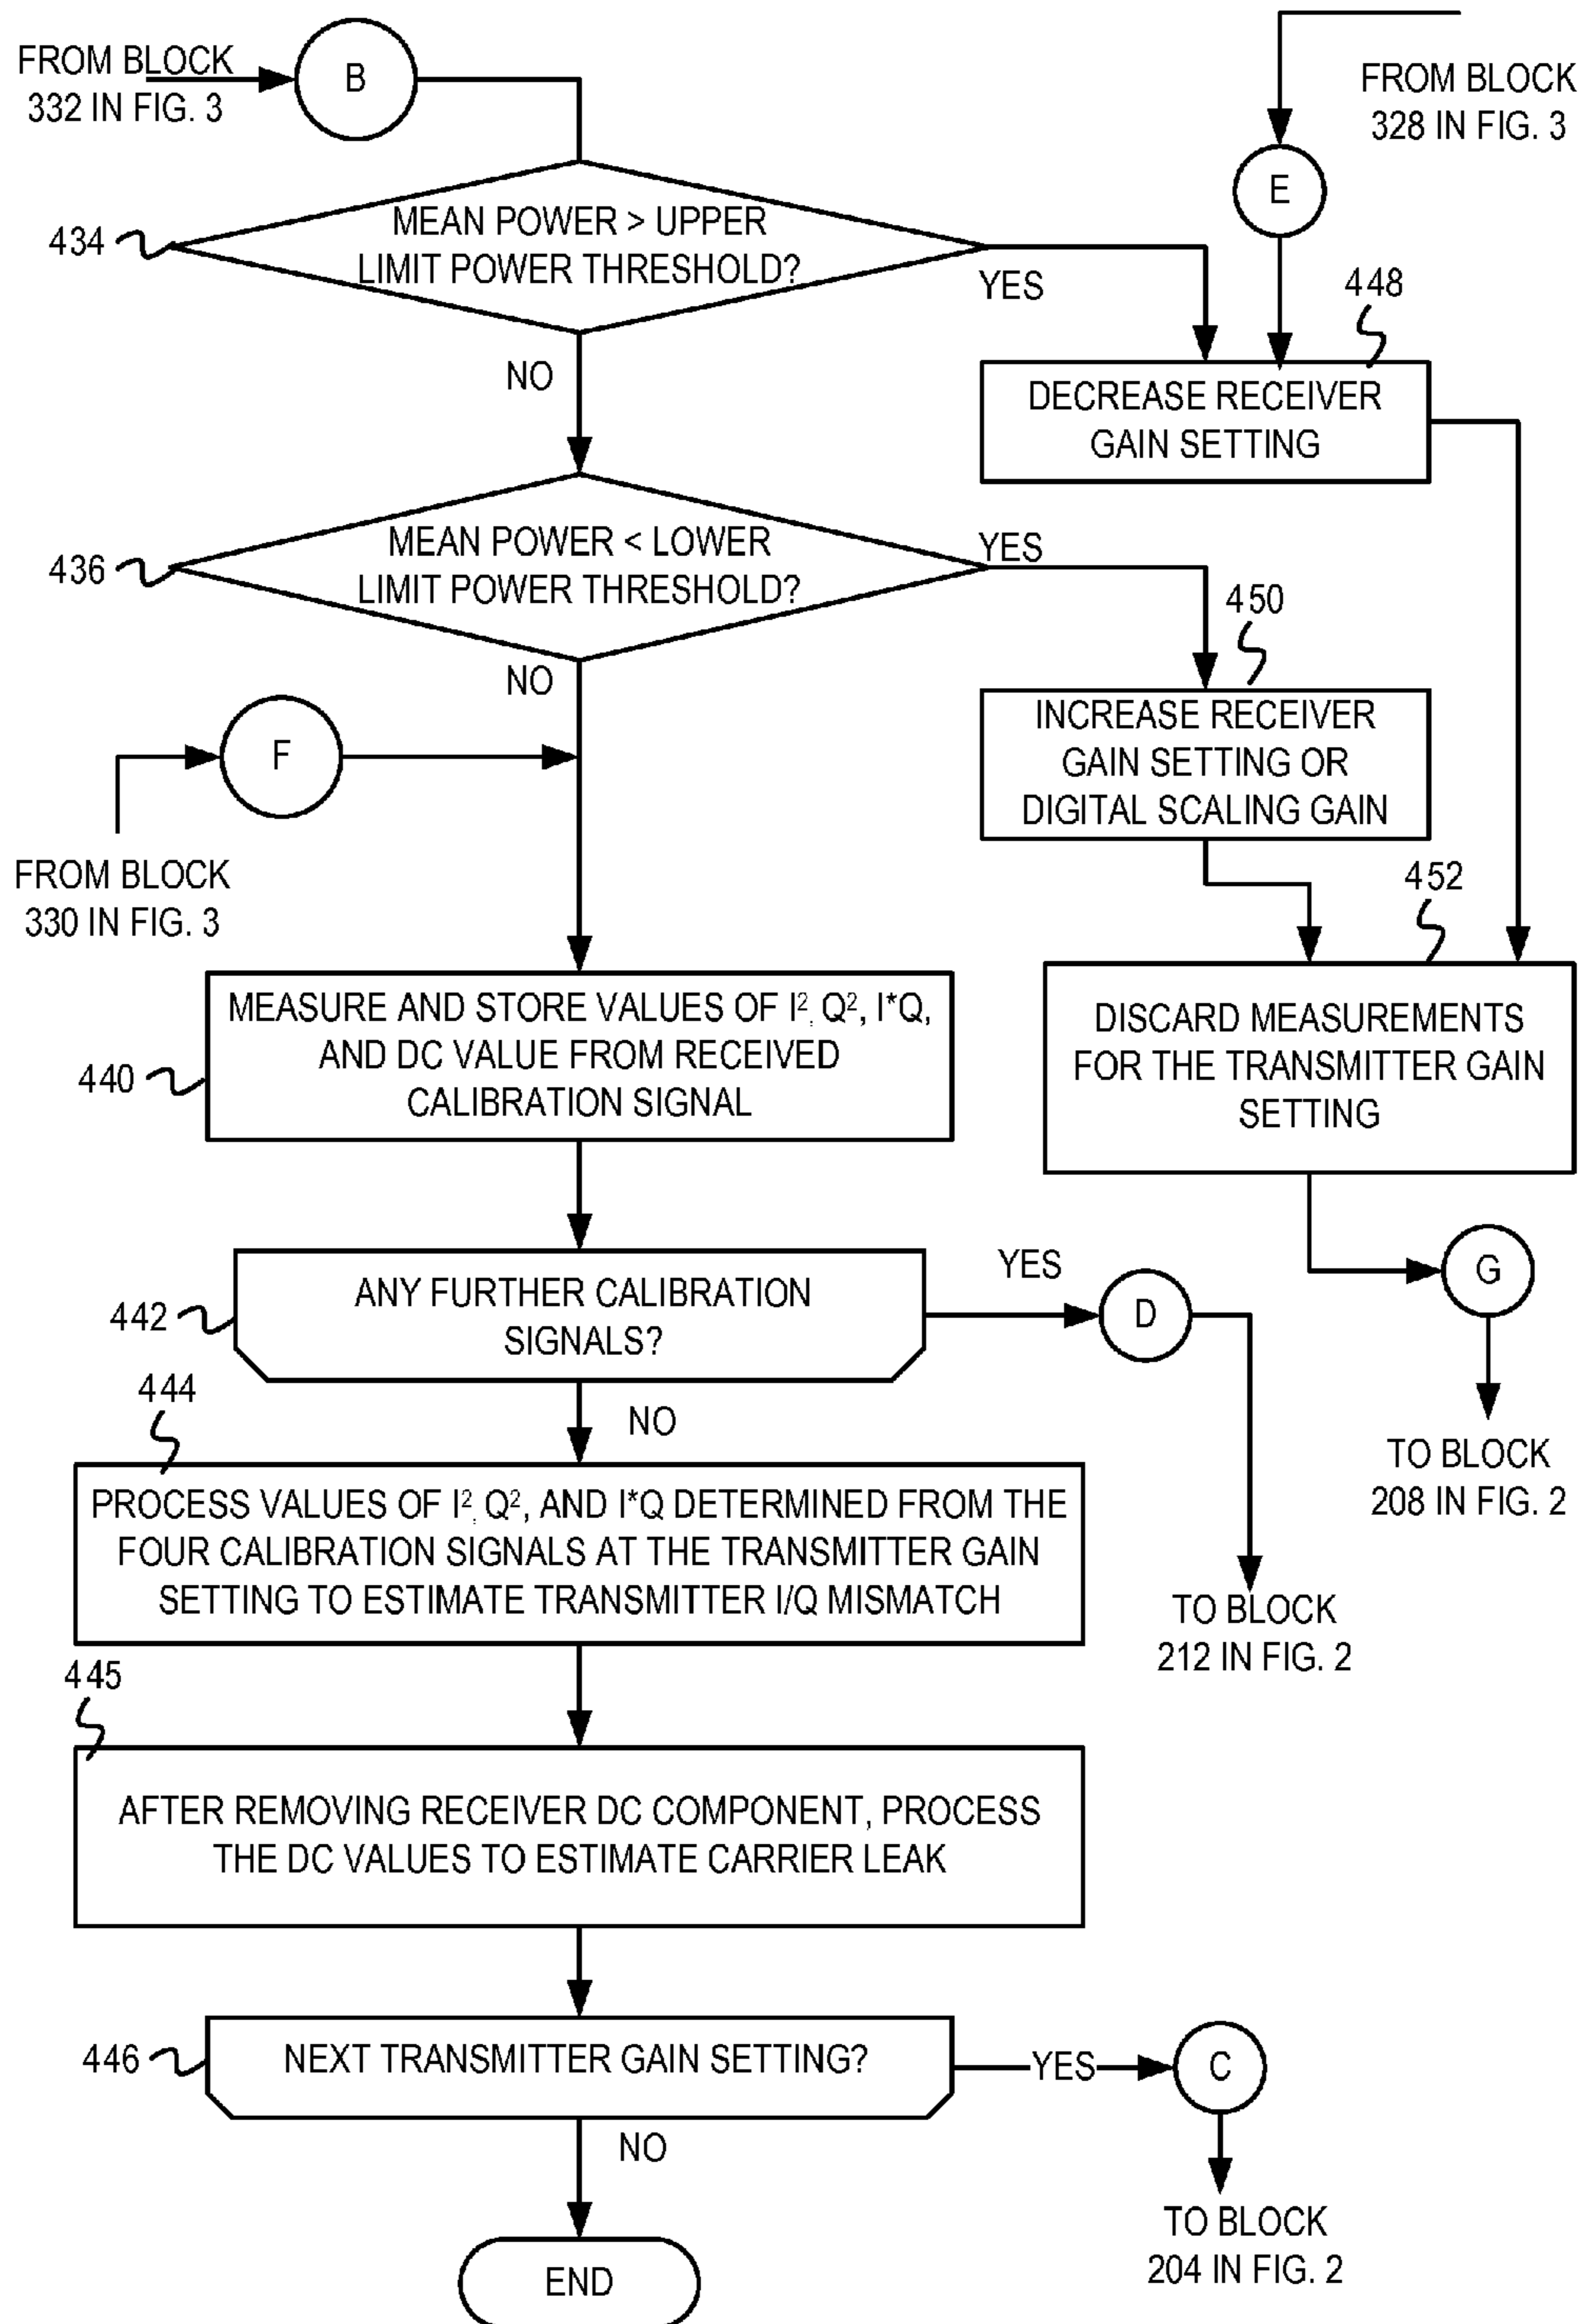 FROM BLOCK
332 IN FIG. 3
B
FROM BLOCK
328 IN FIG. 3
E
434
MEAN POWER > UPPER
LIMIT POWER THRESHOLD?
YES
NO
448
DECREASE RECEIVER
GAIN SETTING
436
MEAN POWER < LOWER
LIMIT POWER THRESHOLD?
YES
NO
450
INCREASE RECEIVER
GAIN SETTING OR
DIGITAL SCALING GAIN
F
FROM BLOCK
330 IN FIG. 3
452
DISCARD MEASUREMENTS
FOR THE TRANSMITTER GAIN
SETTING
440
MEASURE AND STORE VALUES OF I², Q², I*Q,
AND DC VALUE FROM RECEIVED
CALIBRATION SIGNAL
G
TO BLOCK
208 IN FIG. 2
442
ANY FURTHER CALIBRATION
SIGNALS?
YES
D
TO BLOCK
212 IN FIG. 2
NO
444
PROCESS VALUES OF I², Q², AND I*Q DETERMINED FROM THE
FOUR CALIBRATION SIGNALS AT THE TRANSMITTER GAIN
SETTING TO ESTIMATE TRANSMITTER I/Q MISMATCH
445
AFTER REMOVING RECEIVER DC COMPONENT, PROCESS
THE DC VALUES TO ESTIMATE CARRIER LEAK
446
NEXT TRANSMITTER GAIN SETTING?
YES
C
TO BLOCK
204 IN FIG. 2
NO
END